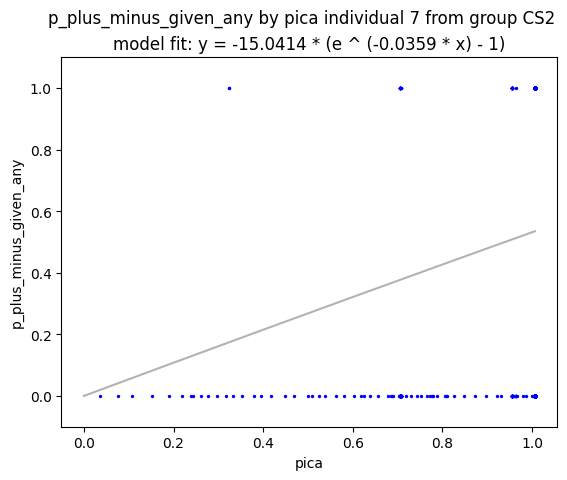 p_plus_minus_given_any by pica individual 7 from group CS2
model fit: y = -15.0414 * (e ^ (-0.0359 * x) - 1)
p_plus_minus_given_any
1.0
0.8
0.6
0.4
0.2
0.0
0.0 0.2 0.4 0.6 0.8 1.0
pica